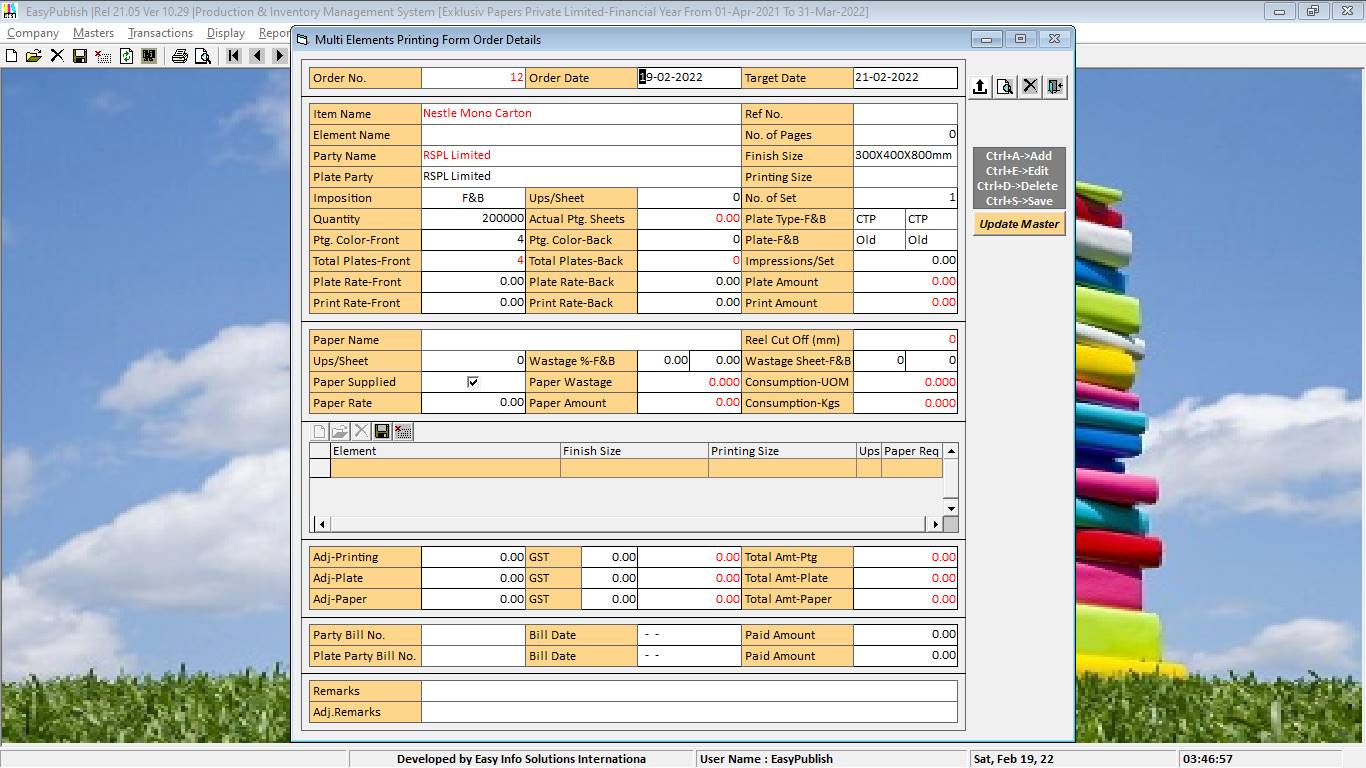 EasyPublish |Rel 21.05 Ver 10.29 |Production & Inventory Management System [Exklusiv Papers Private Limited-Financial Year From 01-Apr-2021 To 31-Mar-2022]
Company Masters Transactions Display Repor
Multi Elements Printing Form Order Details
Order No. 12 Order Date 19-02-2022 Target Date 21-02-2022
Item Name Nestle Mono Carton Ref No.
Element Name No. of Pages 0
Party Name RSPL Limited Finish Size 300X400X800mm
Plate Party RSPL Limited Printing Size
Imposition F&B Ups/Sheet 0 No. of Set 1
Quantity 200000 Actual Ptg. Sheets 0.00 Plate Type-F&B CTP CTP
Ptg. Color-Front 4 Ptg. Color-Back 0 Plate-F&B Old Old
Total Plates-Front 4 Total Plates-Back 0 Impressions/Set 0.00
Plate Rate-Front 0.00 Plate Rate-Back 0.00 Plate Amount 0.00
Print Rate-Front 0.00 Print Rate-Back 0.00 Print Amount 0.00
Ctrl+A->Add
Ctrl+E->Edit
Ctrl+D->Delete
Ctrl+S->Save
Update Master
Paper Name Reel Cut Off (mm) 0
Ups/Sheet 0 Wastage %-F&B 0.00 0.00 Wastage Sheet-F&B 0 0
Paper Supplied Paper Wastage 0.000 Consumption-UOM 0.000
Paper Rate 0.00 Paper Amount 0.00 Consumption-Kgs 0.000
Element Finish Size Printing Size Ups Paper Req
Adj-Printing 0.00 GST 0.00 0.00 Total Amt-Ptg 0.00
Adj-Plate 0.00 GST 0.00 0.00 Total Amt-Plate 0.00
Adj-Paper 0.00 GST 0.00 0.00 Total Amt-Paper 0.00
Party Bill No. Bill Date - - Paid Amount 0.00
Plate Party Bill No. Bill Date - - Paid Amount 0.00
Remarks
Adj.Remarks
Developed by Easy Info Solutions Internationa User Name : EasyPublish Sat, Feb 19, 22 03:46:57